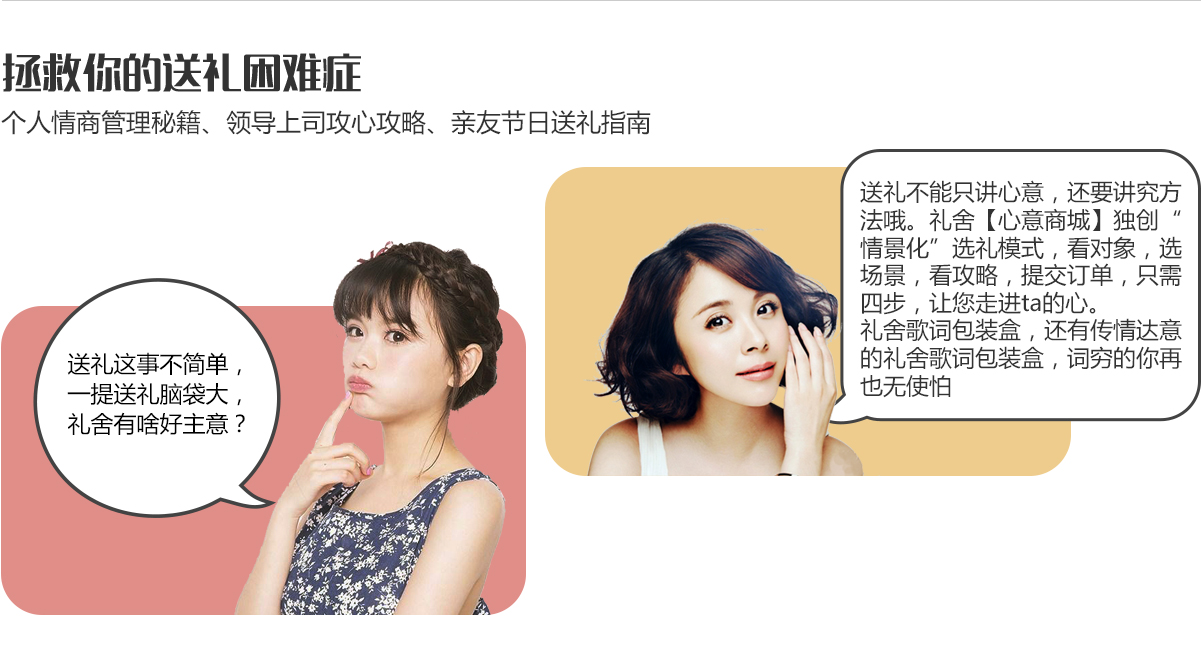 拯救你的送礼困难症
个人情商管理秘籍、领导上司攻心攻略、亲友节日送礼指南
送礼这事不简单，
一提送礼脑袋大，
礼舍有啥好主意？
送礼不能只讲心意，还要讲究方
法哦。礼舍【心意商城】独创“
情景化”选礼模式，看对象，选
场景，看攻略，提交订单，只需
四步，让您走进ta的心。
礼舍歌词包装盒，还有传情达意
的礼舍歌词包装盒，词穷的你再
也无使怕